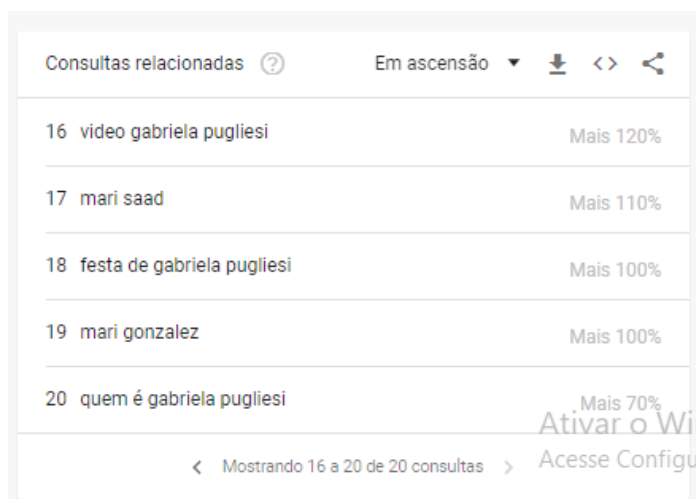 Consultas relacionadas ? Em ascensão
16 video gabriela pugliesi Mais 120%
17 mari saad Mais 110%
18 festa de gabriela pugliesi Mais 100%
19 mari gonzalez Mais 100%
20 quem é gabriela pugliesi Mais 70%
Ativar o Wi
Mostrando 16 a 20 de 20 consultas
Acesse Configu